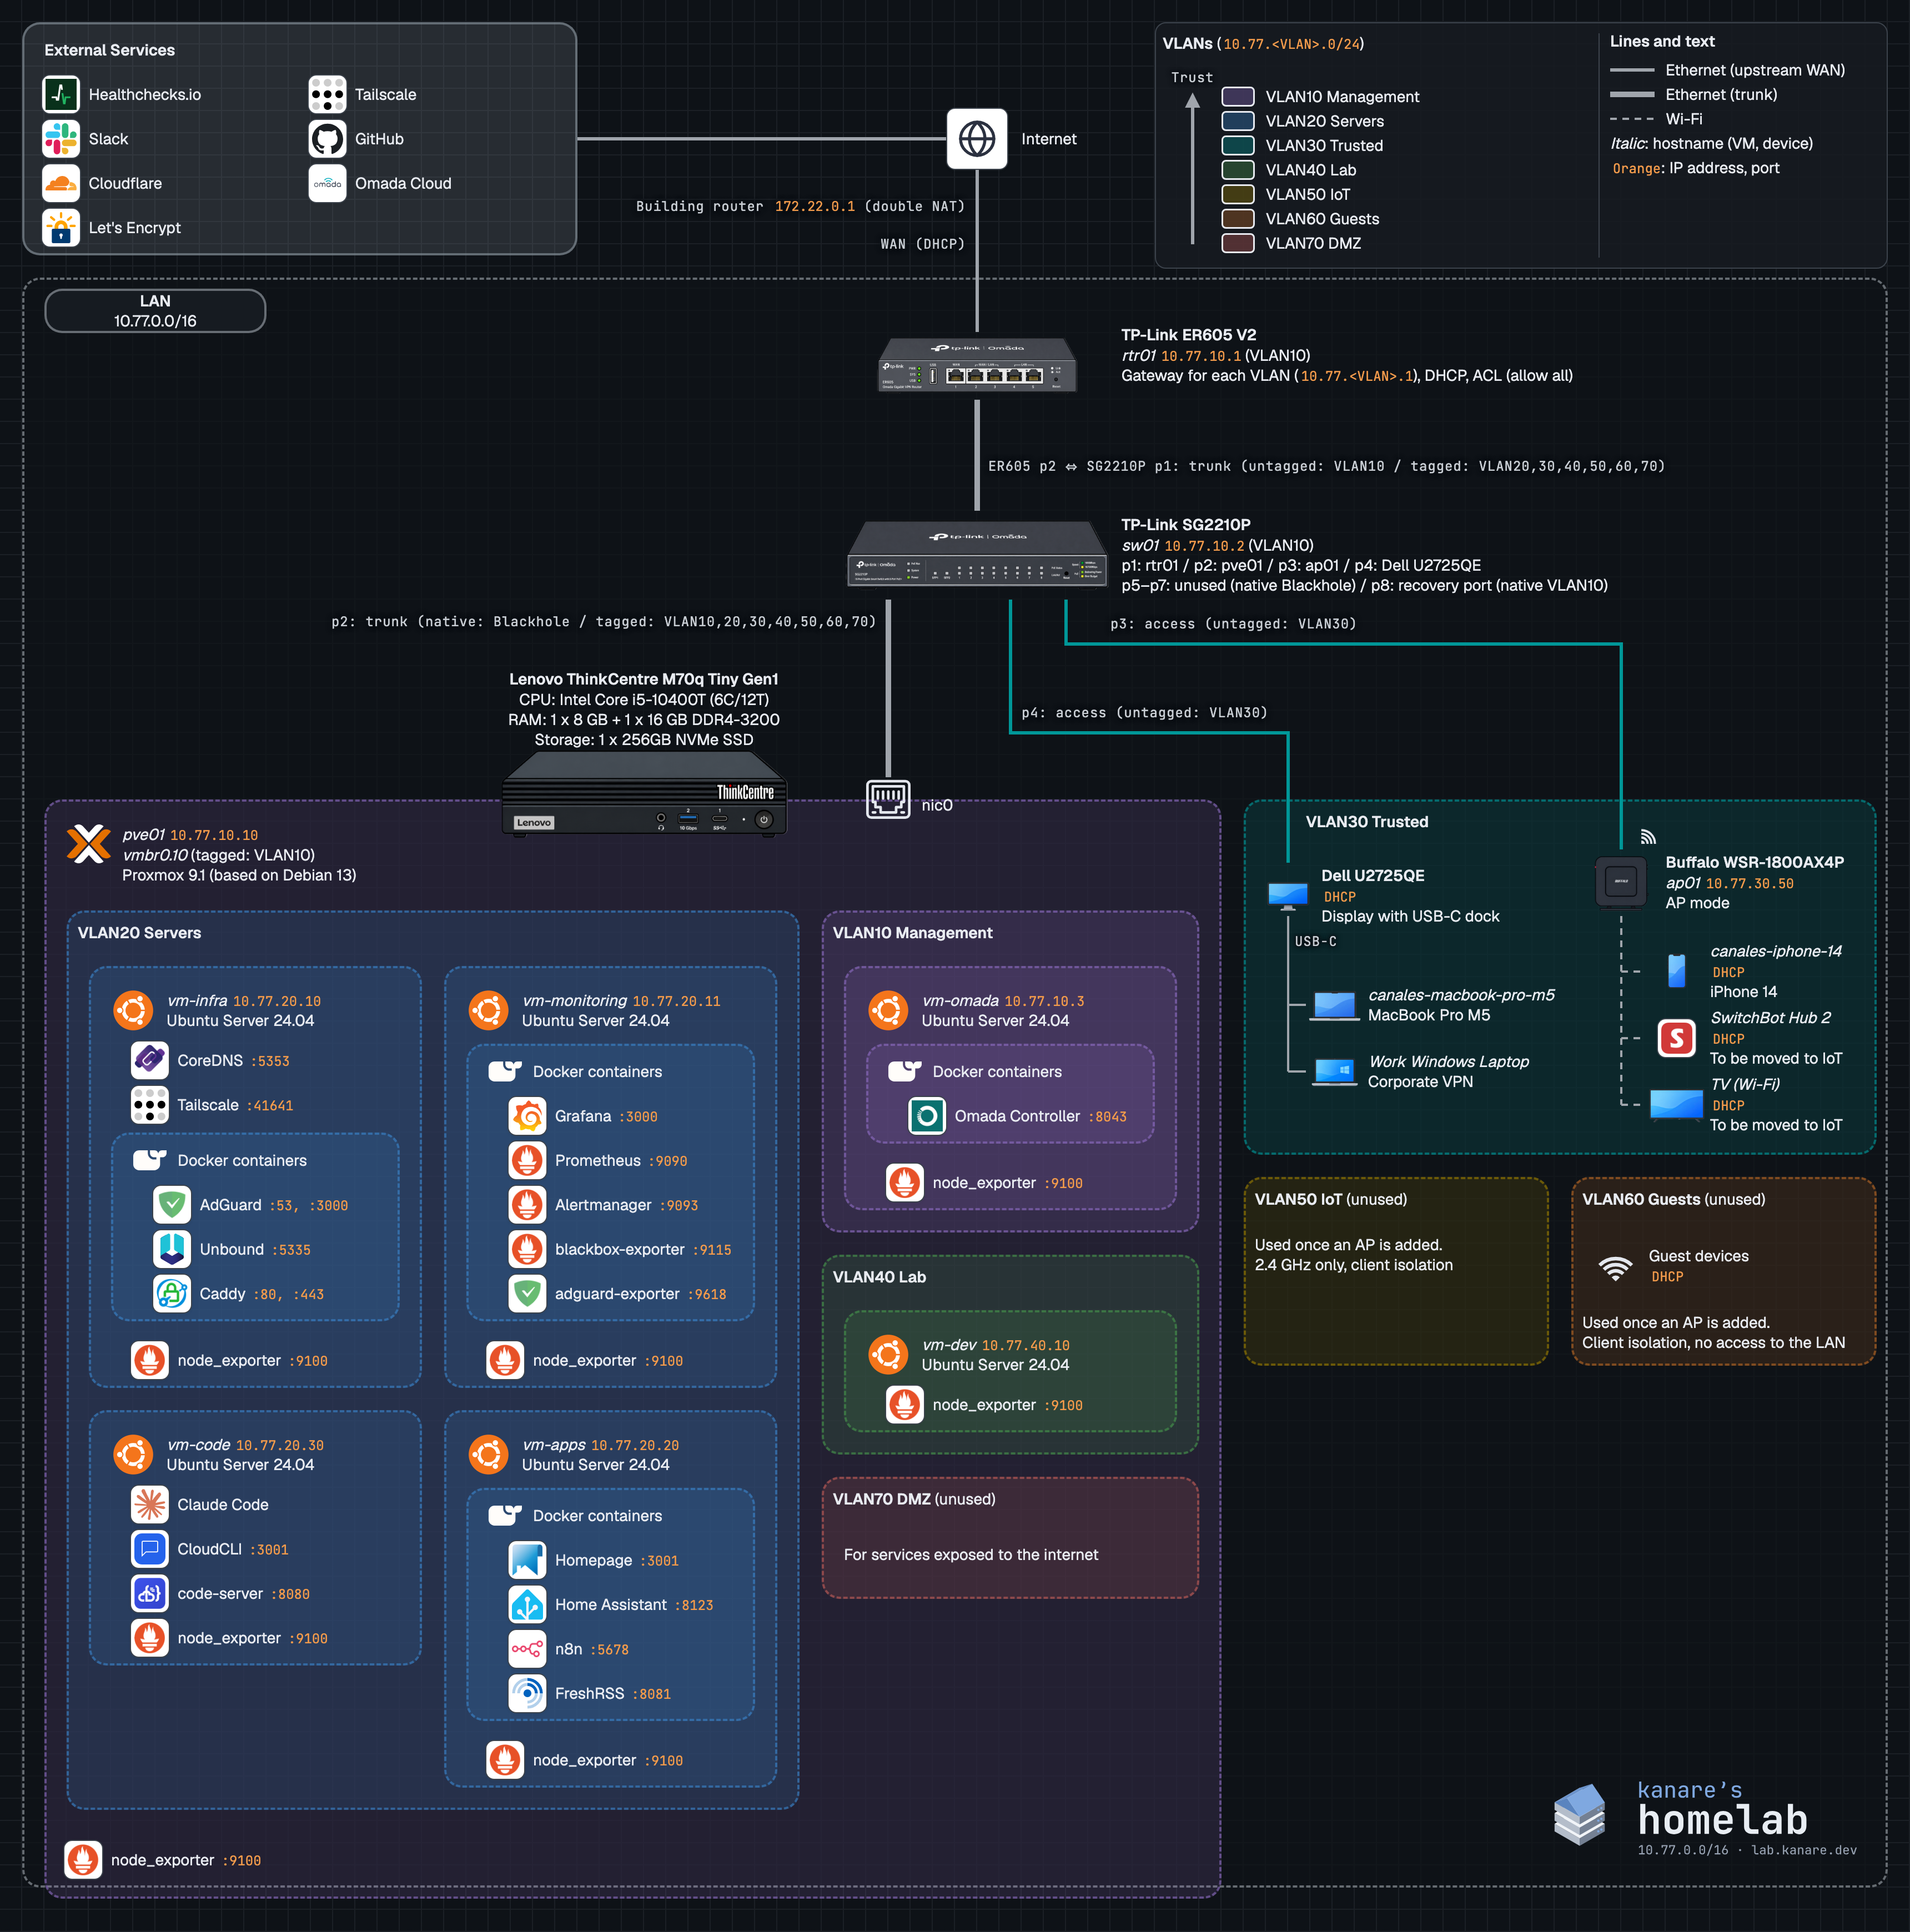 External Services
Healthchecks.io
Slack
Cloudflare
Let's Encrypt
Tailscale
GitHub
Omada Cloud
Internet
Building router 172.22.0.1 (double NAT)
WAN (DHCP)
VLANs (10.77.<VLAN>.0/24)
Trust
VLAN10 Management
VLAN20 Servers
VLAN30 Trusted
VLAN40 Lab
VLAN50 IoT
VLAN60 Guests
VLAN70 DMZ
Lines and text
Ethernet (upstream WAN)
Ethernet (trunk)
Wi-Fi
Italic: hostname (VM, device)
Orange: IP address, port
LAN
10.77.0.0/16
tp-link | Omada
TP-Link ER605 V2
rtr01 10.77.10.1 (VLAN10)
Gateway for each VLAN (10.77.<VLAN>.1), DHCP, ACL (allow all)
ER605 p2 ⇔ SG2210P p1: trunk (untagged: VLAN10 / tagged: VLAN20,30,40,50,60,70)
tp-link | Omada
TP-Link SG2210P
sw01 10.77.10.2 (VLAN10)
p1: rtr01 / p2: pve01 / p3: ap01 / p4: Dell U2725QE
p5–p7: unused (native Blackhole) / p8: recovery port (native VLAN10)
p2: trunk (native: Blackhole / tagged: VLAN10,20,30,40,50,60,70)
p3: access (untagged: VLAN30)
p4: access (untagged: VLAN30)
Lenovo ThinkCentre M70q Tiny Gen1
CPU: Intel Core i5-10400T (6C/12T)
RAM: 1 x 8 GB + 1 x 16 GB DDR4-3200
Storage: 1 x 256GB NVMe SSD
ThinkCentre
Lenovo
nic0
pve01 10.77.10.10
vmbr0.10 (tagged: VLAN10)
Proxmox 9.1 (based on Debian 13)
VLAN20 Servers
vm-infra 10.77.20.10
Ubuntu Server 24.04
CoreDNS :5353
Tailscale :41641
Docker containers
AdGuard :53, :3000
Unbound :5335
Caddy :80, :443
node_exporter :9100
vm-monitoring 10.77.20.11
Ubuntu Server 24.04
Docker containers
Grafana :3000
Prometheus :9090
Alertmanager :9093
blackbox-exporter :9115
adguard-exporter :9618
node_exporter :9100
vm-code 10.77.20.30
Ubuntu Server 24.04
Claude Code
CloudCLI :3001
code-server :8080
node_exporter :9100
vm-apps 10.77.20.20
Ubuntu Server 24.04
Docker containers
Homepage :3001
Home Assistant :8123
n8n :5678
FreshRSS :8081
node_exporter :9100
node_exporter :9100
VLAN10 Management
vm-omada 10.77.10.3
Ubuntu Server 24.04
Docker containers
Omada Controller :8043
node_exporter :9100
VLAN40 Lab
vm-dev 10.77.40.10
Ubuntu Server 24.04
node_exporter :9100
VLAN70 DMZ (unused)
For services exposed to the internet
VLAN30 Trusted
Dell U2725QE
DHCP
Display with USB-C dock
USB-C
canales-macbook-pro-m5
MacBook Pro M5
Work Windows Laptop
Corporate VPN
Buffalo WSR-1800AX4P
ap01 10.77.30.50
AP mode
canales-iphone-14
DHCP
iPhone 14
SwitchBot Hub 2
DHCP
To be moved to IoT
TV (Wi-Fi)
DHCP
To be moved to IoT
VLAN50 IoT (unused)
Used once an AP is added.
2.4 GHz only, client isolation
VLAN60 Guests (unused)
Guest devices
DHCP
Used once an AP is added.
Client isolation, no access to the LAN
kanare's
homelab
10.77.0.0/16 · lab.kanare.dev